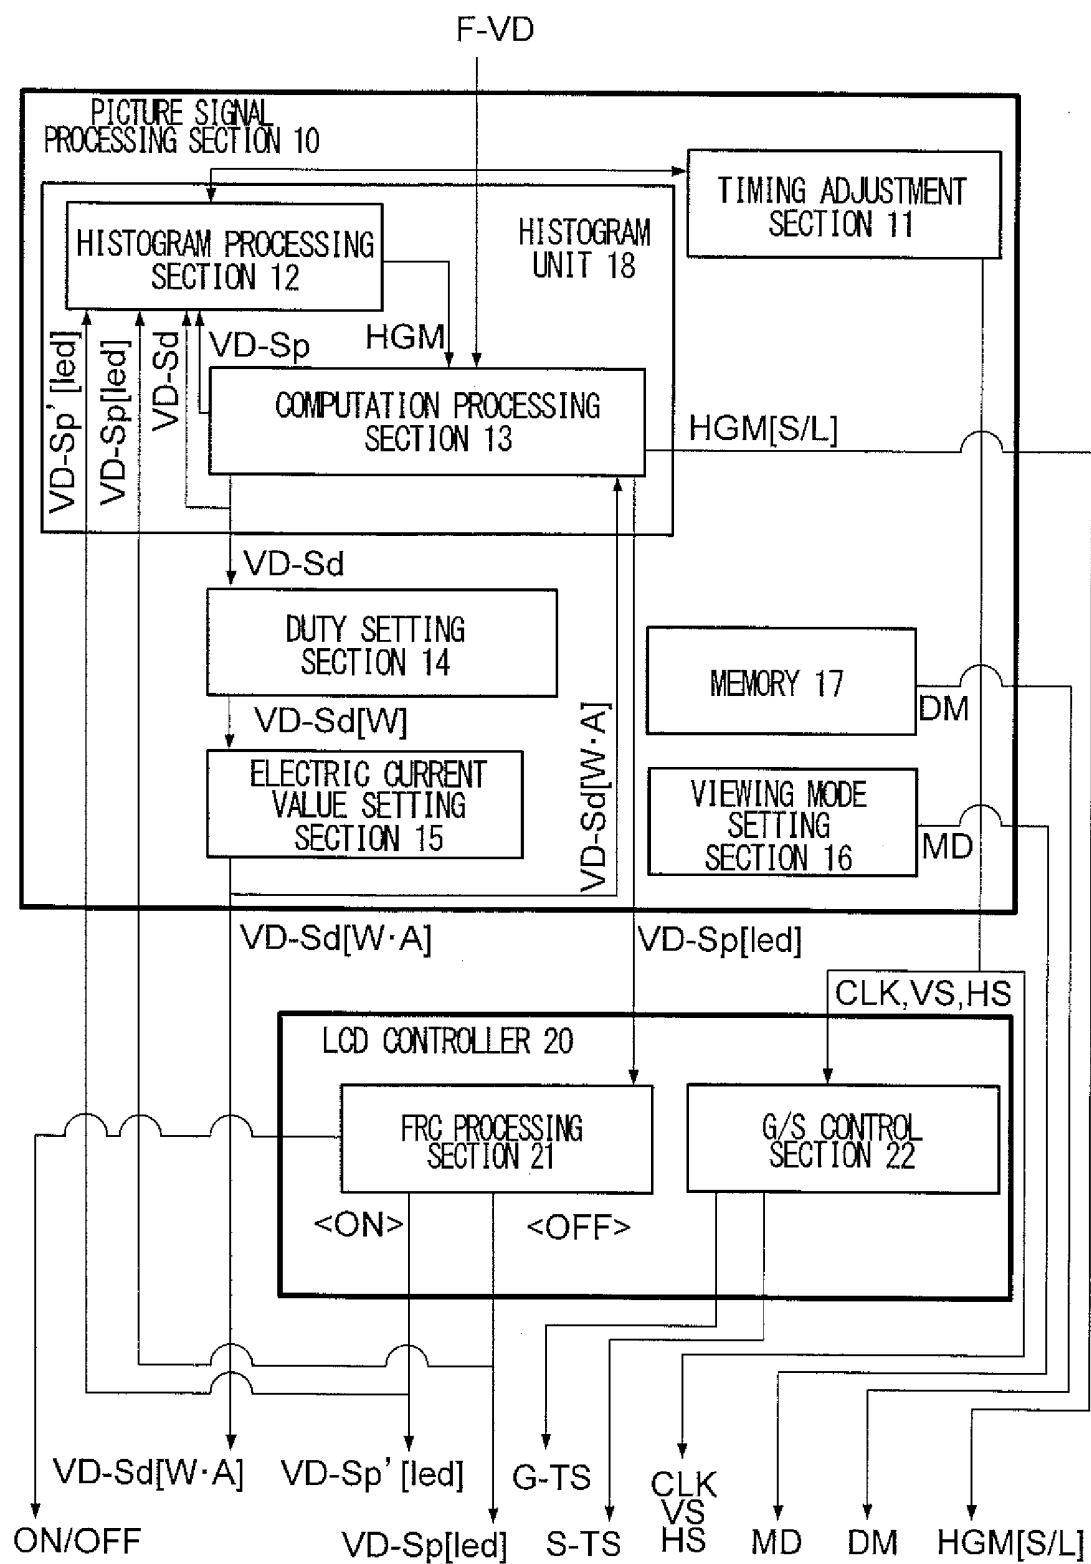 F-VD
PICTURE SIGNAL
PROCESSING SECTION 10
TIMING ADJUSTMENT
SECTION 11
HISTOGRAM PROCESSING
SECTION 12
HISTOGRAM
UNIT 18
VD-Sp' [led]
VD-Sp[led]
VD-Sd
VD-Sp
HGM
COMPUTATION PROCESSING
SECTION 13
HGM[S/L]
VD-Sd
DUTY SETTING
SECTION 14
MEMORY 17
DM
VD-Sd[W]
VD-Sd[W·A]
ELECTRIC CURRENT
VALUE SETTING
SECTION 15
VIEWING MODE
SETTING
SECTION 16
MD
VD-Sd[W·A]
VD-Sp[led]
CLK,VS,HS
LCD CONTROLLER 20
FRC PROCESSING
SECTION 21
G/S CONTROL
SECTION 22
<ON>
<OFF>
VD-Sd[W·A]
VD-Sp' [led]
G-TS
CLK
VS
HS
ON/OFF
VD-Sp[led]
S-TS
MD
DM
HGM[S/L]